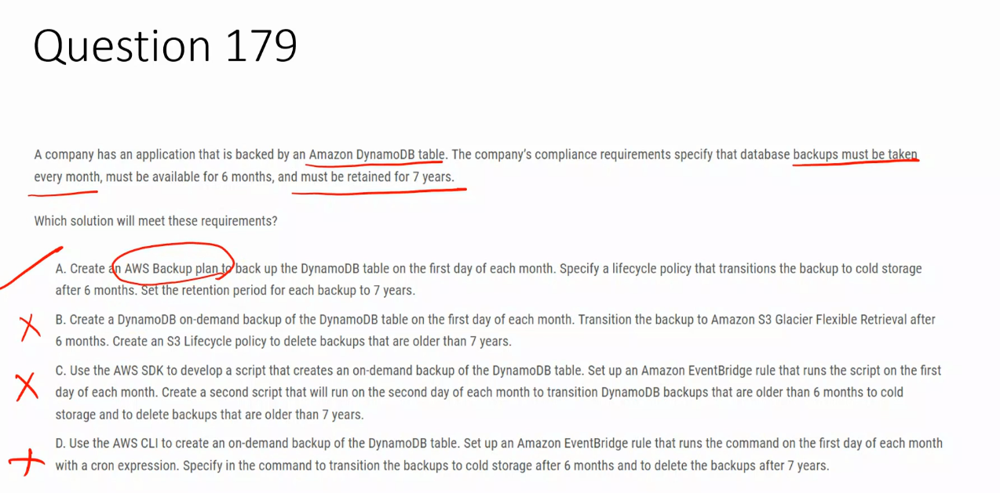 Question 179
A company has an application that is backed by an Amazon DynamoDB table. The company's compliance requirements specify that database backups must be taken
every month, must be available for 6 months, and must be retained for 7 years.
Which solution will meet these requirements?
A. Create an AWS Backup plan to back up the DynamoDB table on the first day of each month. Specify a lifecycle policy that transitions the backup to cold storage
after 6 months. Set the retention period for each backup to 7 years.
B. Create a DynamoDB on-demand backup of the DynamoDB table on the first day of each month. Transition the backup to Amazon S3 Glacier Flexible Retrieval after
6 months. Create an S3 Lifecycle policy to delete backups that are older than 7 years.
C. Use the AWS SDK to develop a script that creates an on-demand backup of the DynamoDB table. Set up an Amazon EventBridge rule that runs the script on the first
day of each month. Create a second script that will run on the second day of each month to transition DynamoDB backups that are older than 6 months to cold
storage and to delete backups that are older than 7 years.
D. Use the AWS CLI to create an on-demand backup of the DynamoDB table. Set up an Amazon EventBridge rule that runs the command on the first day of each month
with a cron expression. Specify in the command to transition the backups to cold storage after 6 months and to delete the backups after 7 years.